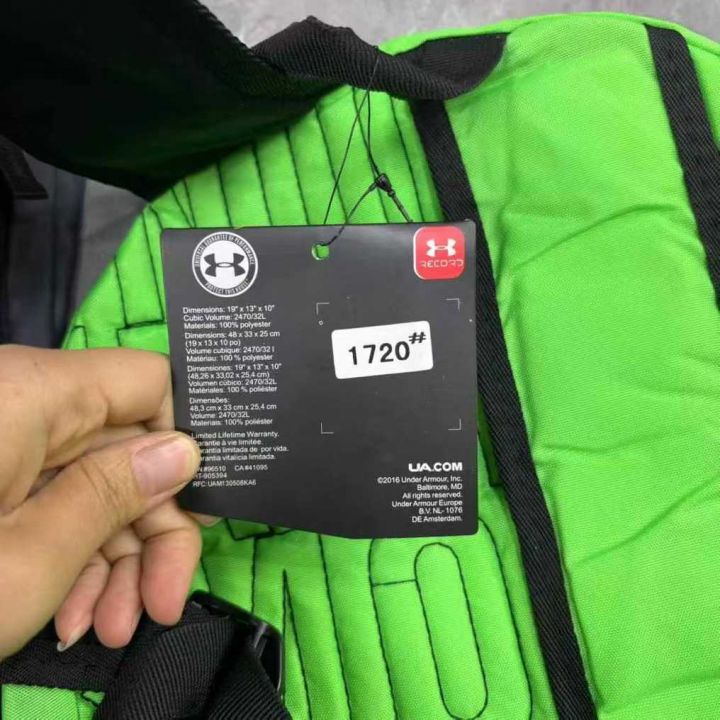 RECORD
Dimensions: 19" x 13" x 10"
Cubic Volume: 2470/32L
Materials: 100% polyester
Dimensions: 48 x 33 x 25 cm
(19 x 13 x 10 po)
Volume cubique: 2470/32 l
Matériau: 100 % polyester
Dimensiones: 19" x 13" x 10"
(48,26 x 33,02 x 25,4 cm)
Volumen cúbico: 2470/32L
Matériales: 100 % poliéster
Dimensões:
48,3 cm x 33 cm x 25,4 cm
Volume: 2470/32L
Materiais: 100% poliéster
Limited Lifetime Warranty.
Garantie à vie limitée.
Garantia limitada de por vida.
Garantia vitalícia limitada.
#96510 CA#41095
RT-905394
RFC:UAM130508KA6
1720#
UA.COM
©2016 Under Armour, Inc.
Baltimore, MD
All rights reserved.
Under Armour Europe
B.V. NL- 1076
DE Amsterdam.